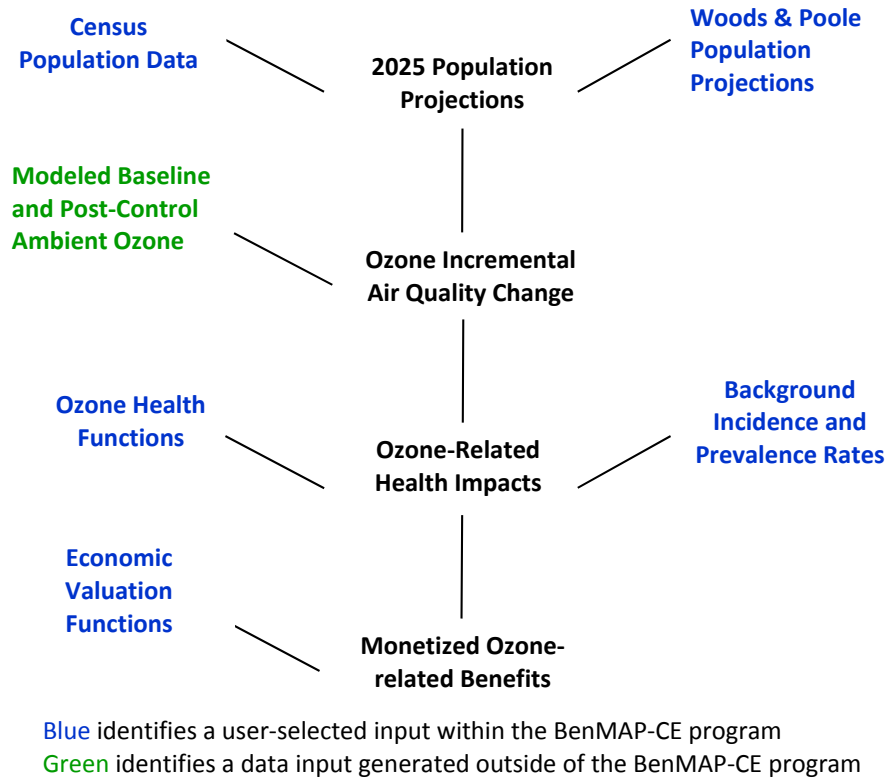 Census
Population Data
Woods & Poole
Population
Projections
2025 Population
Projections
Modeled Baseline
and Post-Control
Ambient Ozone
Ozone Incremental
Air Quality Change
Ozone Health
Functions
Background
Incidence and
Prevalence Rates
Ozone-Related
Health Impacts
Economic
Valuation
Functions
Monetized Ozone-
related Benefits
Blue identifies a user-selected input within the BenMAP-CE program
Green identifies a data input generated outside of the BenMAP-CE program